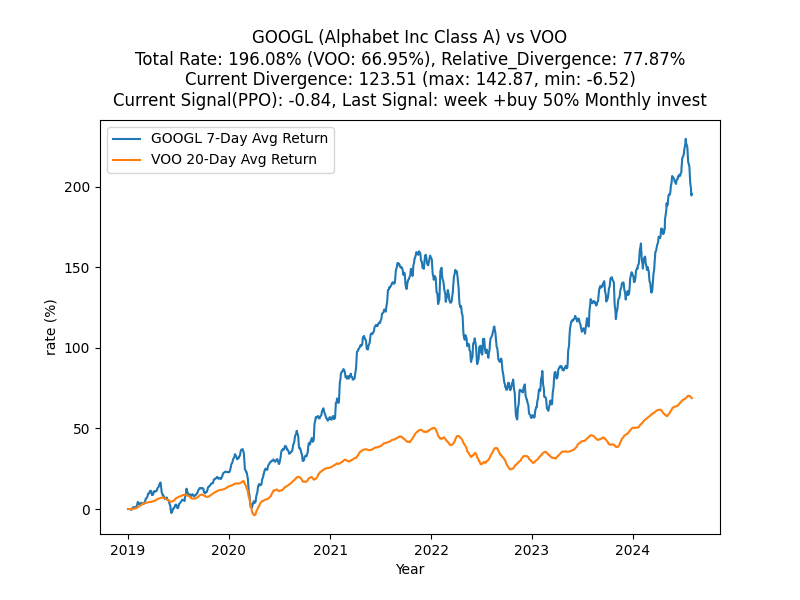 GOOGL (Alphabet Inc Class A) vs VOO
Total Rate: 196.08% (VOO: 66.95%), Relative_Divergence: 77.87%
Current Divergence: 123.51 (max: 142.87, min: -6.52)
Current Signal(PPO): -0.84, Last Signal: week +buy 50% Monthly invest
GOOGL 7-Day Avg Return
VOO 20-Day Avg Return
200
150
100
50
0
rate (%)
2019 2020 2021 2022 2023 2024
Year